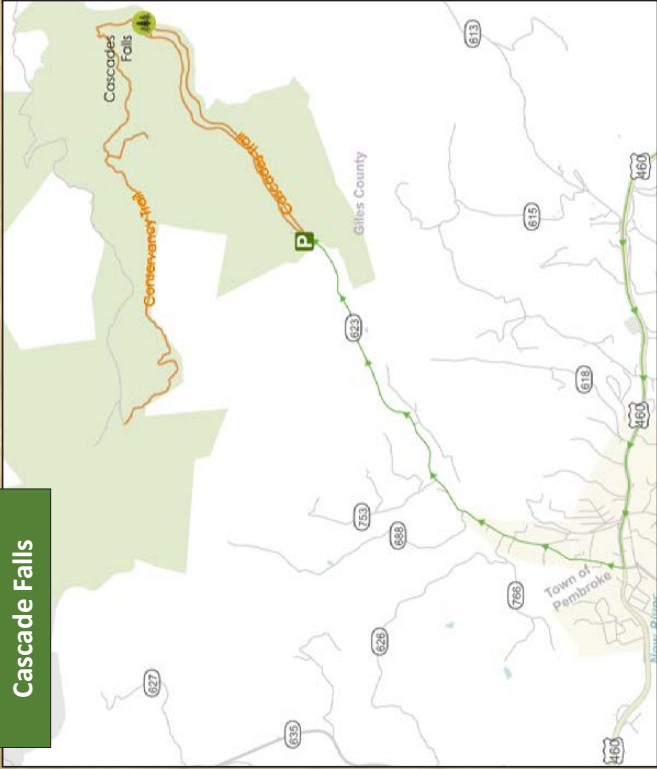 Cascade Falls
Cascades
Falls
Conservancy trail
Cascades trail
P
Giles County
613
615
460
623
618
460
753
688
766
626
627
635
Town of
Pembroke
New River
460